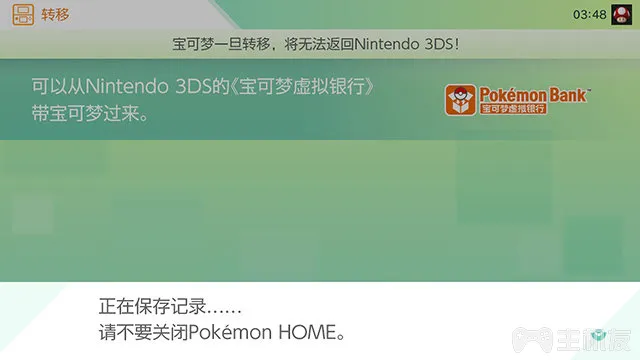 转移
03:48
宝可梦一旦转移，将无法返回Nintendo 3DS！
可以从Nintendo 3DS的《宝可梦虚拟银行》
带宝可梦过来。
Pokémon Bank™
宝可梦虚拟银行
正在保存记录……
请不要关闭Pokémon HOME。